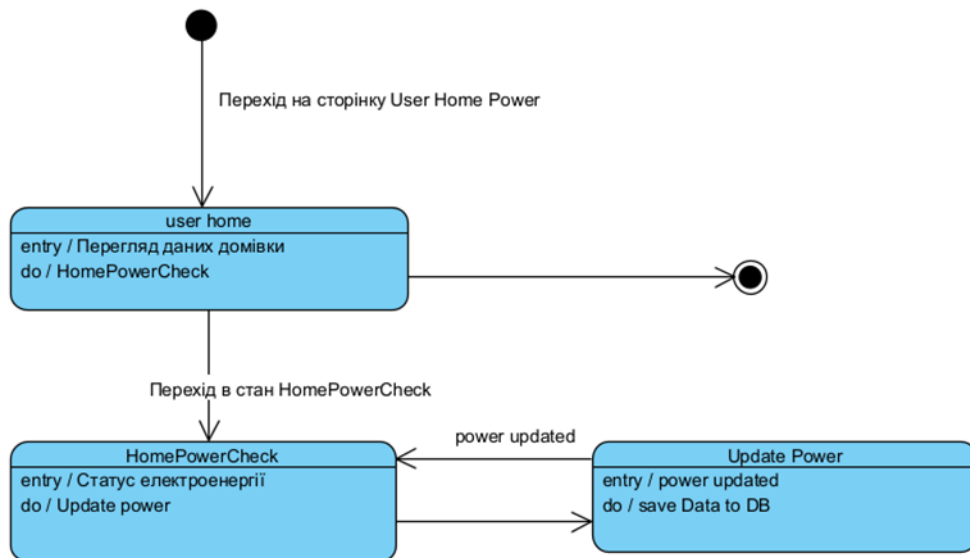 Перехід на сторінку User Home Power
user home
entry / Перегляд даних домівки
do / HomePowerCheck
Перехід в стан HomePowerCheck
HomePowerCheck
entry / Статус електроенергії
do / Update power
power updated
Update Power
entry / power updated
do / save Data to DB